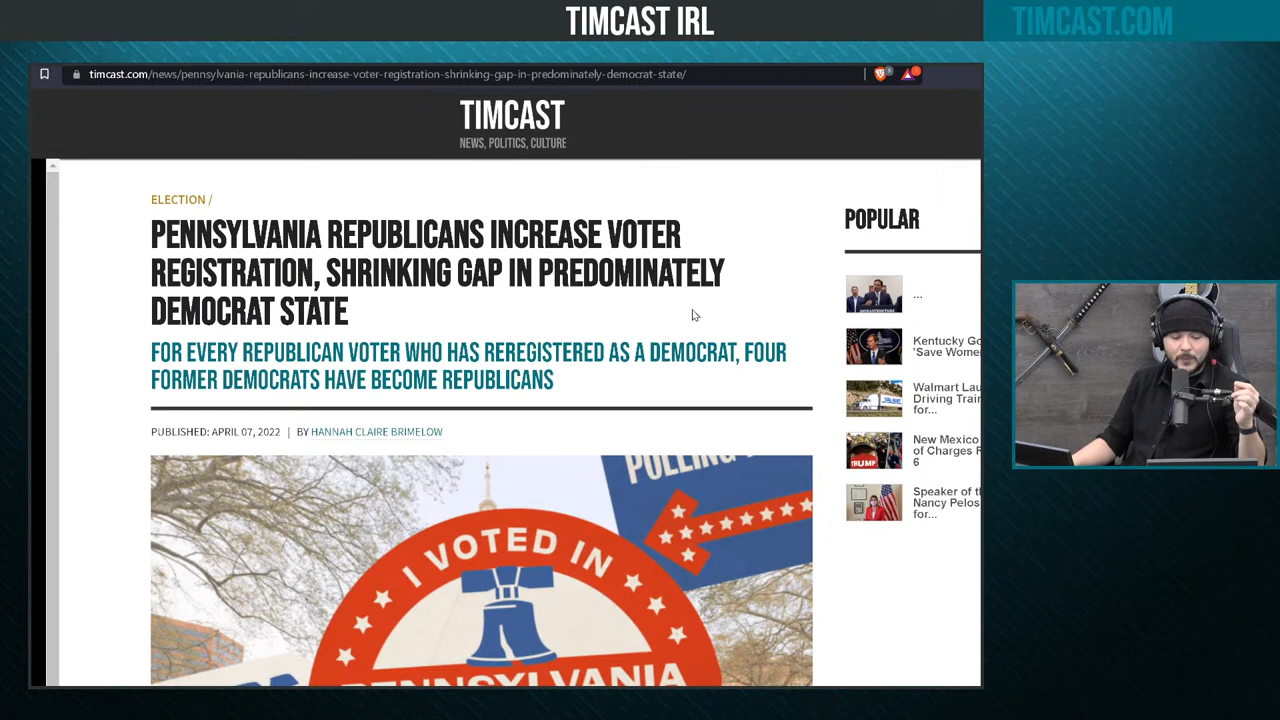 TIMCAST IRL
TIMCAST.COM
timcast.com/news/pennsylvania-republicans-increase-voter-registration-shrinking-gap-in-predominately-democrat-state/
TIMCAST
NEWS, POLITICS, CULTURE
ELECTION /
PENNSYLVANIA REPUBLICANS INCREASE VOTER
REGISTRATION, SHRINKING GAP IN PREDOMINATELY
DEMOCRAT STATE
FOR EVERY REPUBLICAN VOTER WHO HAS REREGISTERED AS A DEMOCRAT, FOUR
FORMER DEMOCRATS HAVE BECOME REPUBLICANS
PUBLISHED: APRIL 07, 2022 | BY HANNAH CLAIRE BRIMELOW
POLLING
I VOTED IN
PENNSYLVANIA
POPULAR
...
Kentucky Go
'Save Wome
Walmart Lau
Driving Train
for...
New Mexico
of Charges R
6
TRUMP
Speaker of th
Nancy Pelos
for...